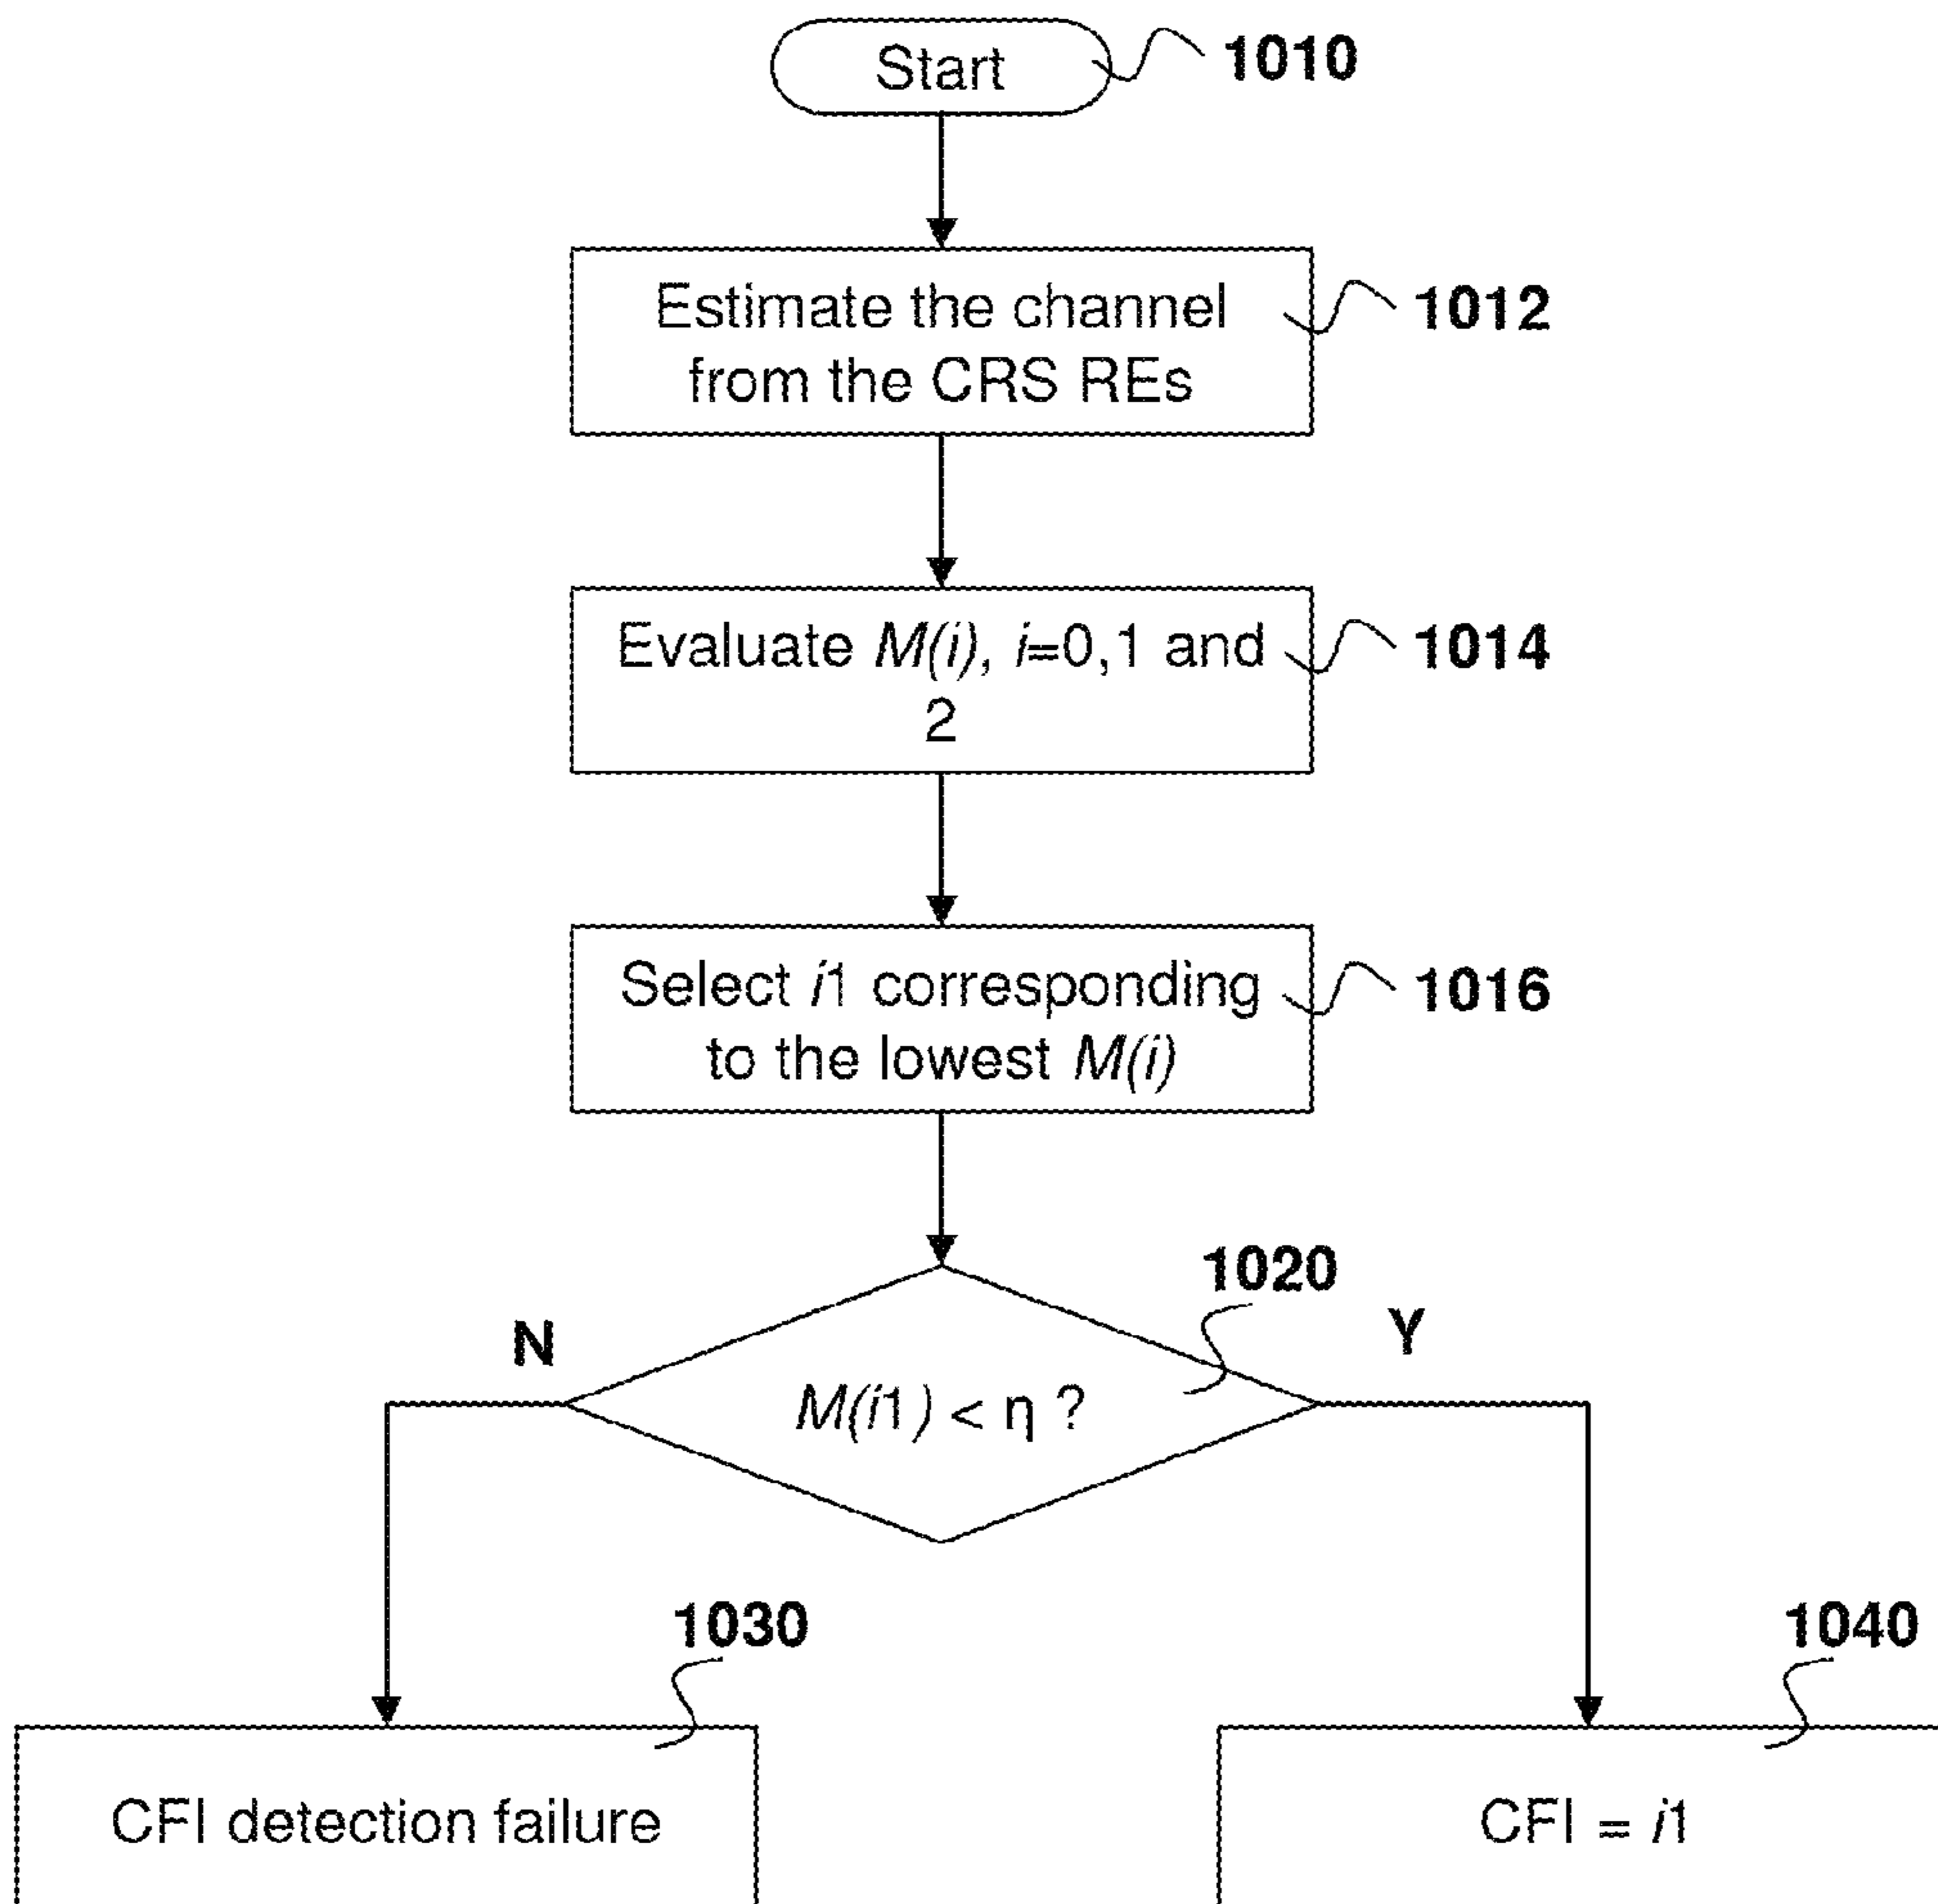 Start
1010
Estimate the channel
from the CRS REs
1012
Evaluate M(i), i=0,1 and
2
1014
Select i1 corresponding
to the lowest M(i)
1016
1020
N
Y
M(i1) < η ?
1030
1040
CFI detection failure
CFI = i1